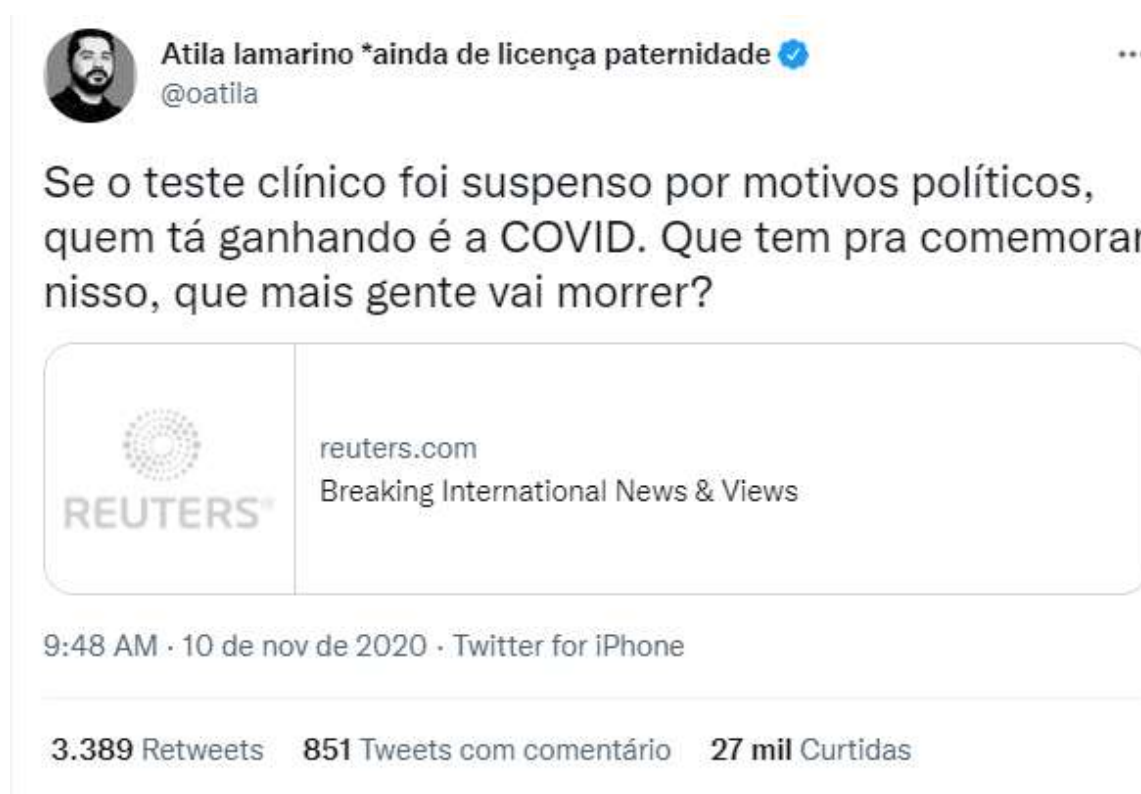 Atila Iamarino *ainda de licença paternidade
@oatila
Se o teste clínico foi suspenso por motivos políticos,
quem tá ganhando é a COVID. Que tem pra comemorar
nisso, que mais gente vai morrer?
reuters.com
REUTERS
Breaking International News & Views
9:48 AM · 10 de nov de 2020 · Twitter for iPhone
3.389 Retweets 851 Tweets com comentário 27 mil Curtidas